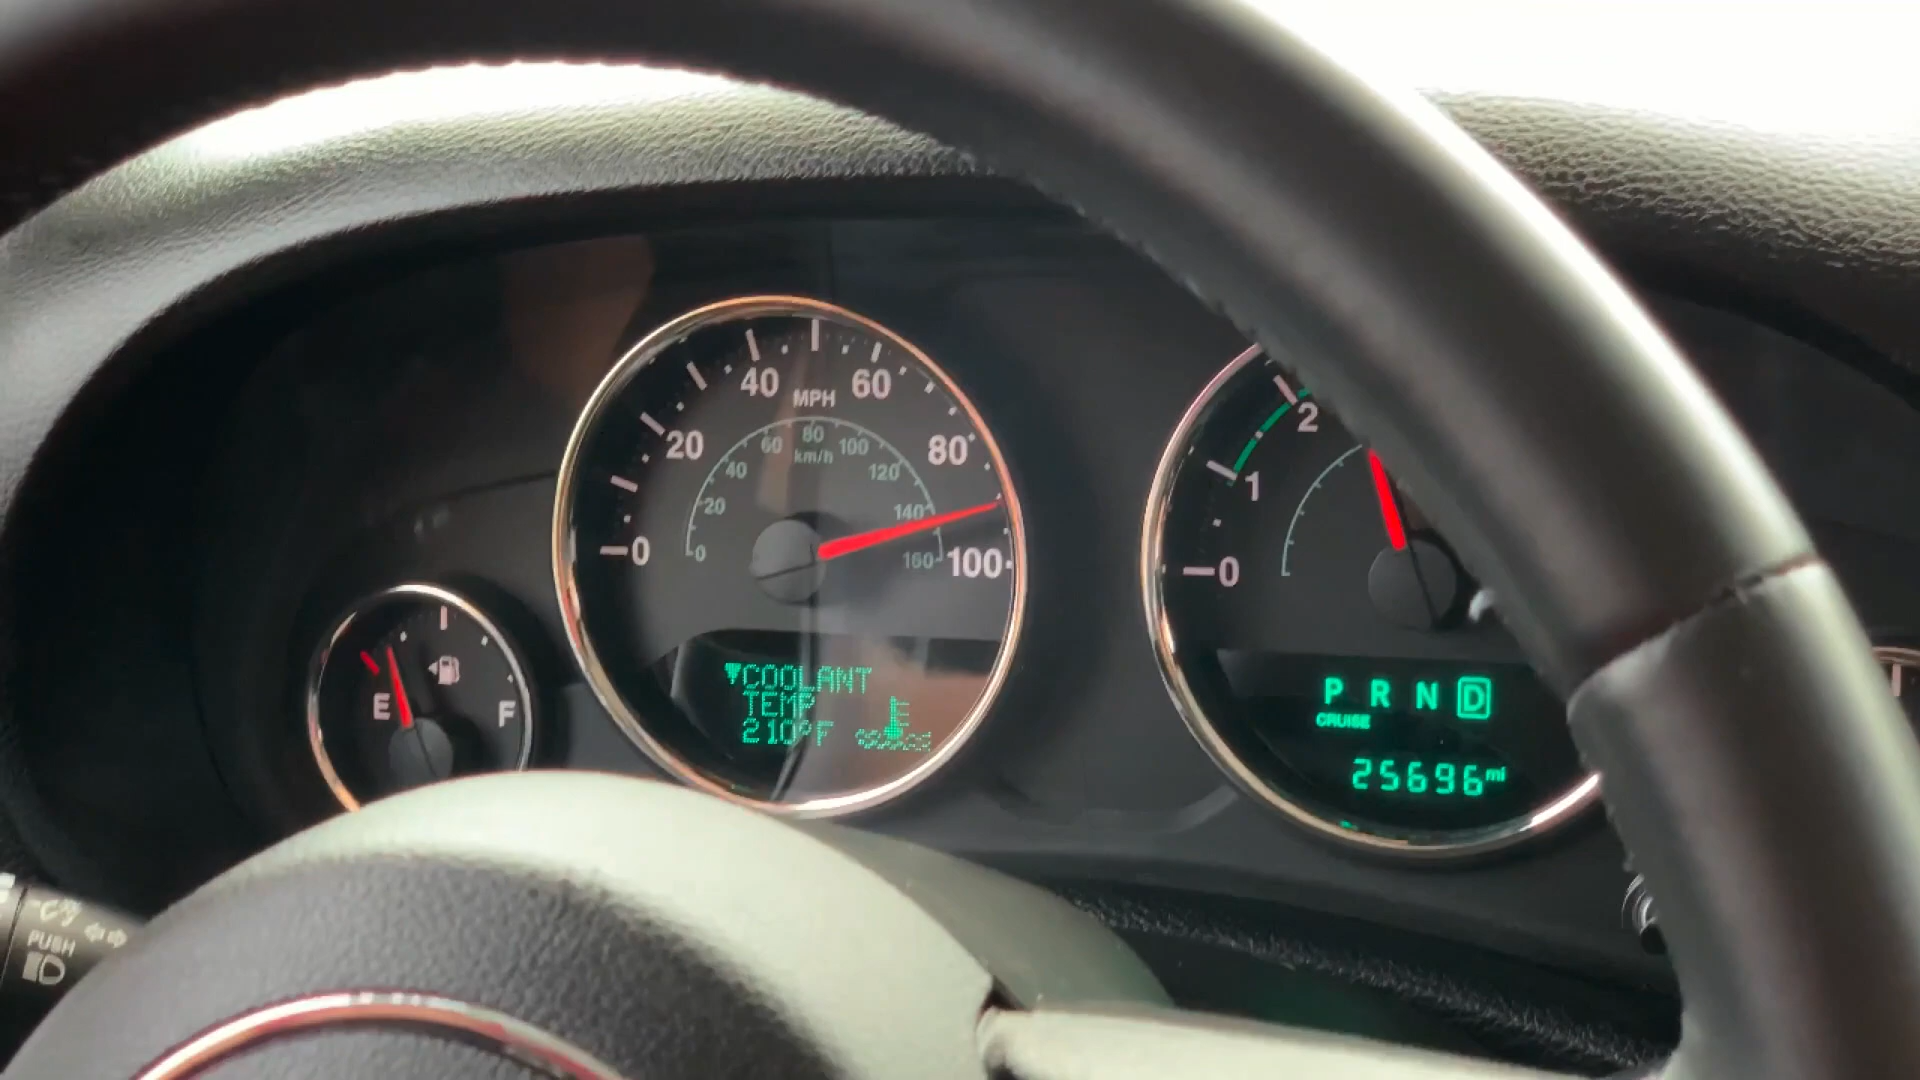 40 MPH 60
20 80
0 100
60 80 100
km/h
40 120
20 140
0 160
E F
▼COOLANT
TEMP
210°F
2
1
0
P R N D
CRUISE
25696 mi
PUSH